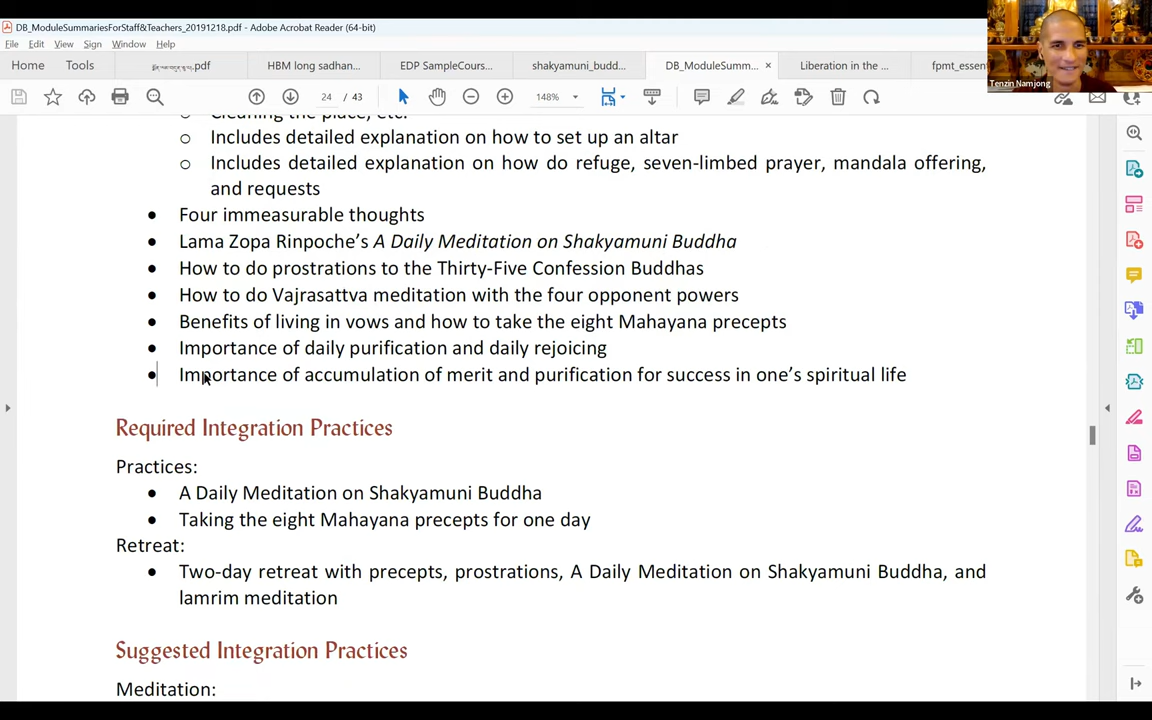 DB_ModuleSummariesForStaff&Teachers_20191218.pdf - Adobe Acrobat Reader (64-bit)
File Edit View Sign Window Help
Home Tools .pdf HBM long sadhan... EDP SampleCours... shakyamuni_budd... DB_ModuleSumm... × Liberation in the ... fpmt_essen
Tenzin Namjong
24 / 43 148%
Cleaning the place, etc.
o Includes detailed explanation on how to set up an altar
o Includes detailed explanation on how do refuge, seven-limbed prayer, mandala offering,
and requests
• Four immeasurable thoughts
• Lama Zopa Rinpoche’s A Daily Meditation on Shakyamuni Buddha
• How to do prostrations to the Thirty-Five Confession Buddhas
• How to do Vajrasattva meditation with the four opponent powers
• Benefits of living in vows and how to take the eight Mahayana precepts
• Importance of daily purification and daily rejoicing
• Importance of accumulation of merit and purification for success in one’s spiritual life
Required Integration Practices
Practices:
• A Daily Meditation on Shakyamuni Buddha
• Taking the eight Mahayana precepts for one day
Retreat:
• Two-day retreat with precepts, prostrations, A Daily Meditation on Shakyamuni Buddha, and
lamrim meditation
Suggested Integration Practices
Meditation: